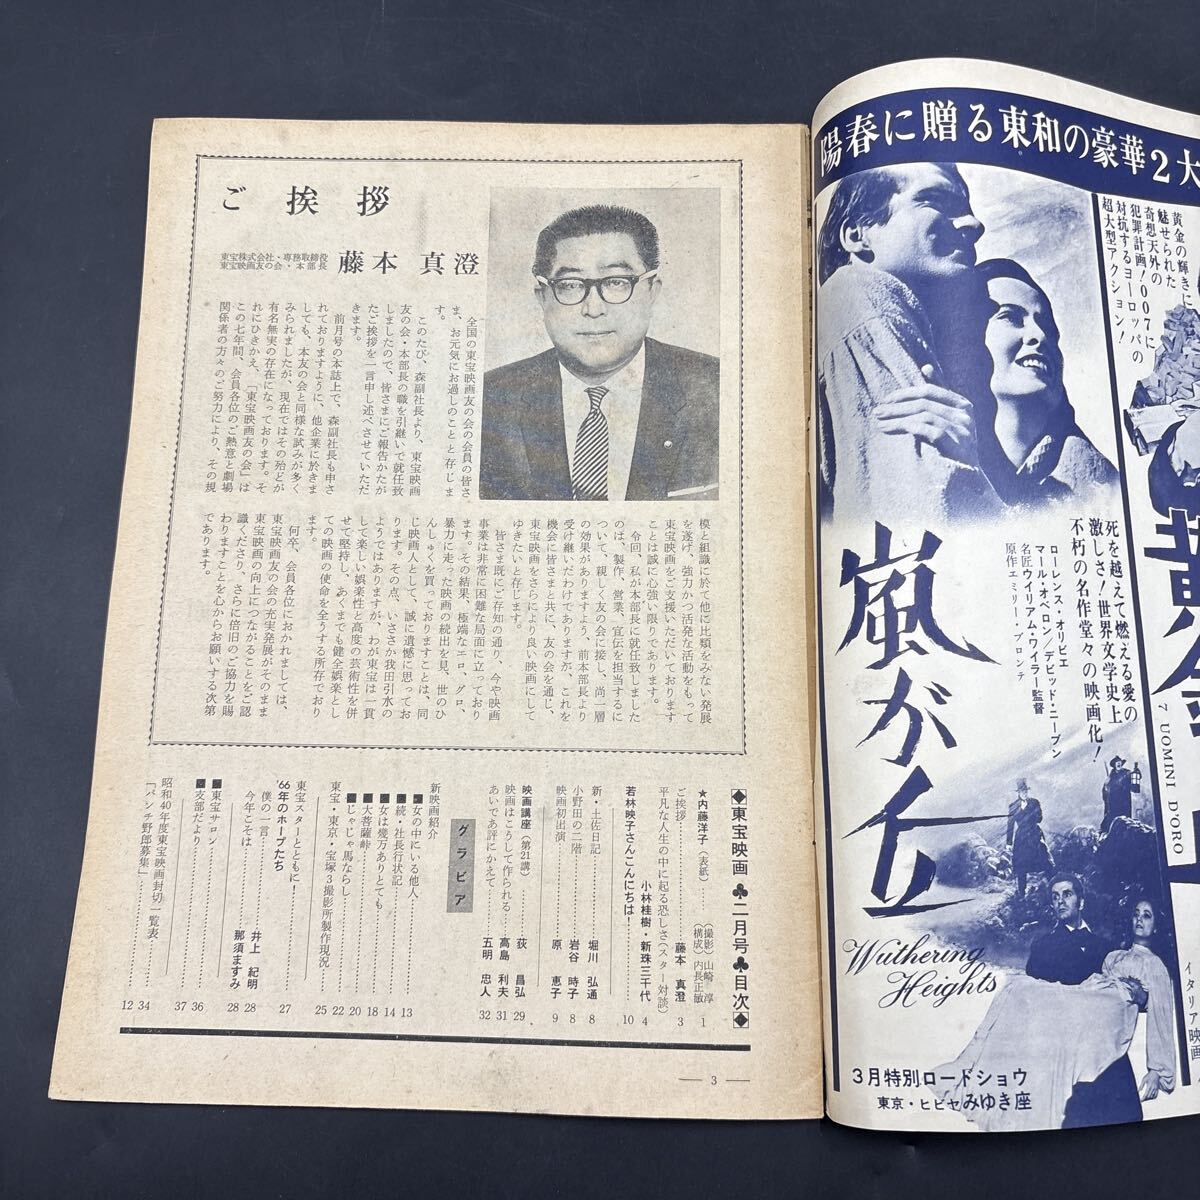 ご挨拶
東宝株式会社・専務取締役
東宝映画友の会・本部長
藤本真澄
全国の東宝映画友の会の会員の皆さ
ま、お元気にお過しのことと存じま
す。
このたび、森副社長より、東宝映画
友の会・本部長の職を引継いで就任致
しましたので、皆さまにご報告かたが
たご挨拶を一言申し述べさせていただ
きます。
前月号の本誌上で、森副社長も申さ
れておりますように、他企業に於きま
しても、本友の会と同様な試みが多く
みられましたが、現在ではその殆どが
有名無実の存在になっております。そ
れにひきかえ、「東宝映画友の会」は
この七年間、会員各位のご熱意と劇場
関係者の方々のご努力により、その規
模と組織に於て他に比類をみない発展
を遂げ、強力かつ活発な活動をもって
東宝映画をご支援いただいております
ことは誠に心強い限りであります。
今回、私が本部長に就任致しました
のは、製作、営業、宣伝を担当するに
ついて、親しく友の会に接し、尚一層
の効果がありますよう、前本部長より
受け継いだわけでありますが、これを
機会に皆さまと共に、友の会を通じ、
東宝映画をさらにより良い映画にして
ゆきたいと存じます。
皆さま既にご存知の通り、今や映画
事業は非常に困難な局面に立っており
ます。その結果、極端なエロ、グロ、
暴力に走った映画の続出を見、世のひ
んしゅくを買っておりますことは、同
じ映画人として、誠に遺憾に思ってお
ります。その点、いささか我田引水の
ようではありますが、わが東宝は一貫
して楽しい娯楽性と高度の芸術性を併
せて堅持し、あくまでも健全娯楽とし
ての映画の使命を全うする所存であり
ます。
何卒、会員各位におかれましては、
東宝映画友の会の充実発展がそのまま
東宝映画の向上につながることをご認
識くださり、さらに倍旧のご協力を賜
わりますことを心からお願いする次第
であります。
◆東宝映画♣二月号♣目次◆
★内藤洋子(表紙)……(撮影)山崎 淳 (構成)内長正敏 1
ご挨拶……藤本 真澄 3
平凡な人生の中に起る恐しさ(スター対談)
小林桂樹・新珠三千代 4
若林映子さんこんにちは!…… 10
新・土佐日記……堀川 弘通 8
小野田の二階……岩谷 時子 8
映画初出演……原 恵子 9
映画講座(第21講)……荻 昌弘 29
映画はこうして作られる……高島 利夫 31
あいであ評にかえて……五明 忠人 32
グラビア
新映画紹介
■女の中にいる他人…… 13
■続・社長行状記…… 14
■女は幾万ありとても…… 18
■大菩薩峠…… 20
■じゃじゃ馬ならし…… 22
東宝・東京・宝塚3撮影所製作現況…… 25
東宝スターとともに!
'66年のホープたち…… 27
僕の一言……井上 紀明 28
今年こそは……那須ますみ 28
■東宝サロン…… 36
■支部だより…… 37
昭和40年度東宝映画封切一覧表…… 34
「パンチ野郎募集」…… 12
— 3 —
陽春に贈る東和の豪華2大
黄金の輝きに
魅せられた
奇想天外の
犯罪計画!007に
対抗するヨーロッパの
超大型アクション!
死を越えて燃える愛の
激しさ!世界文学史上
不朽の名作堂々の映画化!
ローレンス・オリビエ
マール・オベロン/デビッド・ニーブン
名匠ウイリアム・ワイラー監督
原作エミリー・ブロンテ
嵐が丘
Wuthering
Heights
黄金
7 UOMINI D'ORO
イタリア映画
3月特別ロードショウ
東京・ヒビヤみゆき座